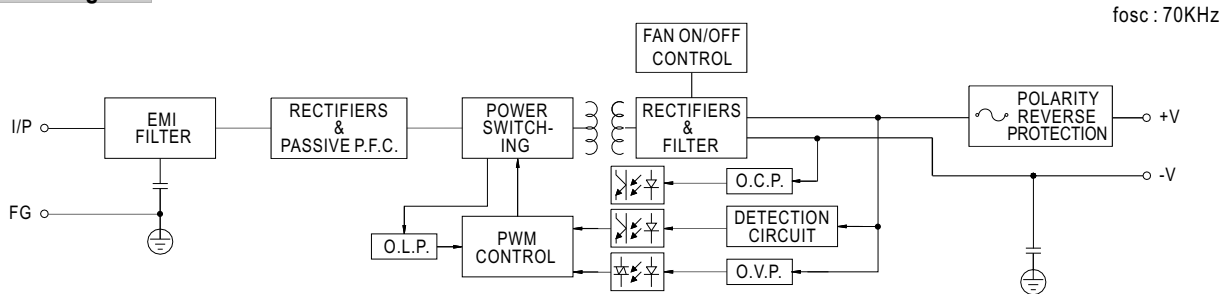 fosc : 70KHz
FAN ON/OFF
CONTROL
I/P
EMI
FILTER
RECTIFIERS
&
PASSIVE P.F.C.
POWER
SWITCH-
ING
RECTIFIERS
&
FILTER
POLARITY
REVERSE
PROTECTION
+V
-V
O.C.P.
FG
O.L.P.
PWM
CONTROL
DETECTION
CIRCUIT
O.V.P.